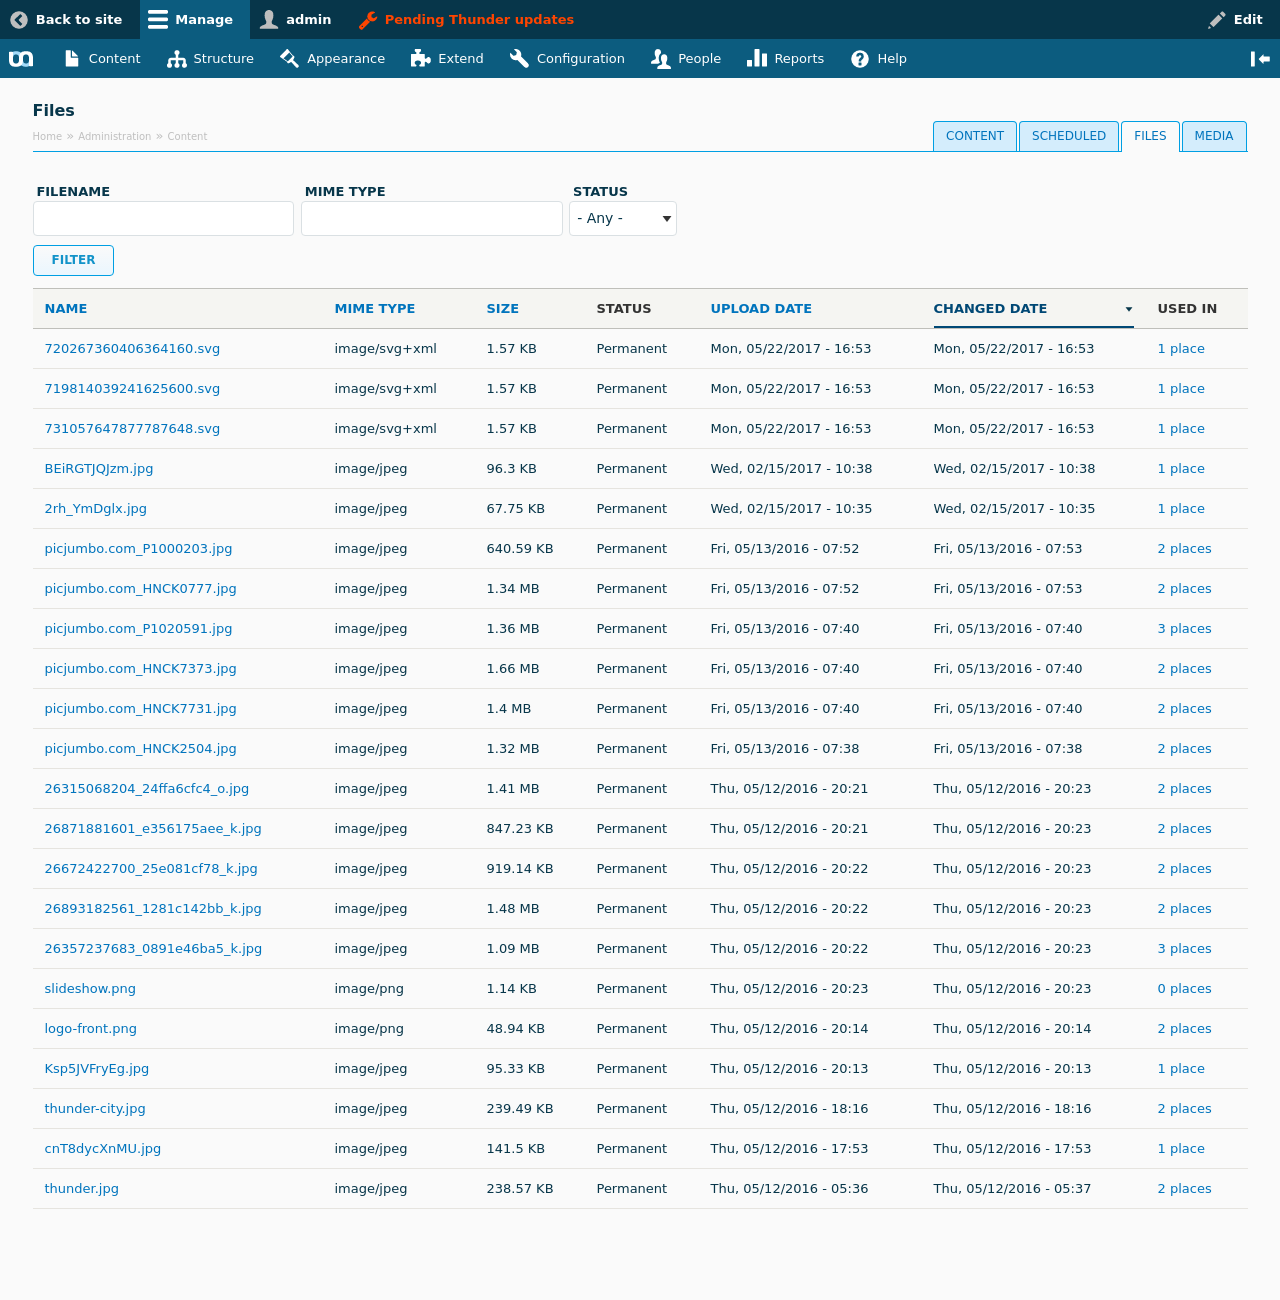 Back to site Manage admin Pending Thunder updates Edit
Content Structure Appearance Extend Configuration People Reports Help
Files
Home » Administration » Content
CONTENT SCHEDULED FILES MEDIA
FILENAME MIME TYPE STATUS
- Any -
FILTER
NAME MIME TYPE SIZE STATUS UPLOAD DATE CHANGED DATE USED IN
720267360406364160.svg image/svg+xml 1.57 KB Permanent Mon, 05/22/2017 - 16:53 Mon, 05/22/2017 - 16:53 1 place
719814039241625600.svg image/svg+xml 1.57 KB Permanent Mon, 05/22/2017 - 16:53 Mon, 05/22/2017 - 16:53 1 place
731057647877787648.svg image/svg+xml 1.57 KB Permanent Mon, 05/22/2017 - 16:53 Mon, 05/22/2017 - 16:53 1 place
BEiRGTJQJzm.jpg image/jpeg 96.3 KB Permanent Wed, 02/15/2017 - 10:38 Wed, 02/15/2017 - 10:38 1 place
2rh_YmDglx.jpg image/jpeg 67.75 KB Permanent Wed, 02/15/2017 - 10:35 Wed, 02/15/2017 - 10:35 1 place
picjumbo.com_P1000203.jpg image/jpeg 640.59 KB Permanent Fri, 05/13/2016 - 07:52 Fri, 05/13/2016 - 07:53 2 places
picjumbo.com_HNCK0777.jpg image/jpeg 1.34 MB Permanent Fri, 05/13/2016 - 07:52 Fri, 05/13/2016 - 07:53 2 places
picjumbo.com_P1020591.jpg image/jpeg 1.36 MB Permanent Fri, 05/13/2016 - 07:40 Fri, 05/13/2016 - 07:40 3 places
picjumbo.com_HNCK7373.jpg image/jpeg 1.66 MB Permanent Fri, 05/13/2016 - 07:40 Fri, 05/13/2016 - 07:40 2 places
picjumbo.com_HNCK7731.jpg image/jpeg 1.4 MB Permanent Fri, 05/13/2016 - 07:40 Fri, 05/13/2016 - 07:40 2 places
picjumbo.com_HNCK2504.jpg image/jpeg 1.32 MB Permanent Fri, 05/13/2016 - 07:38 Fri, 05/13/2016 - 07:38 2 places
26315068204_24ffa6cfc4_o.jpg image/jpeg 1.41 MB Permanent Thu, 05/12/2016 - 20:21 Thu, 05/12/2016 - 20:23 2 places
26871881601_e356175aee_k.jpg image/jpeg 847.23 KB Permanent Thu, 05/12/2016 - 20:21 Thu, 05/12/2016 - 20:23 2 places
26672422700_25e081cf78_k.jpg image/jpeg 919.14 KB Permanent Thu, 05/12/2016 - 20:22 Thu, 05/12/2016 - 20:23 2 places
26893182561_1281c142bb_k.jpg image/jpeg 1.48 MB Permanent Thu, 05/12/2016 - 20:22 Thu, 05/12/2016 - 20:23 2 places
26357237683_0891e46ba5_k.jpg image/jpeg 1.09 MB Permanent Thu, 05/12/2016 - 20:22 Thu, 05/12/2016 - 20:23 3 places
slideshow.png image/png 1.14 KB Permanent Thu, 05/12/2016 - 20:23 Thu, 05/12/2016 - 20:23 0 places
logo-front.png image/png 48.94 KB Permanent Thu, 05/12/2016 - 20:14 Thu, 05/12/2016 - 20:14 2 places
Ksp5JVFryEg.jpg image/jpeg 95.33 KB Permanent Thu, 05/12/2016 - 20:13 Thu, 05/12/2016 - 20:13 1 place
thunder-city.jpg image/jpeg 239.49 KB Permanent Thu, 05/12/2016 - 18:16 Thu, 05/12/2016 - 18:16 2 places
cnT8dycXnMU.jpg image/jpeg 141.5 KB Permanent Thu, 05/12/2016 - 17:53 Thu, 05/12/2016 - 17:53 1 place
thunder.jpg image/jpeg 238.57 KB Permanent Thu, 05/12/2016 - 05:36 Thu, 05/12/2016 - 05:37 2 places